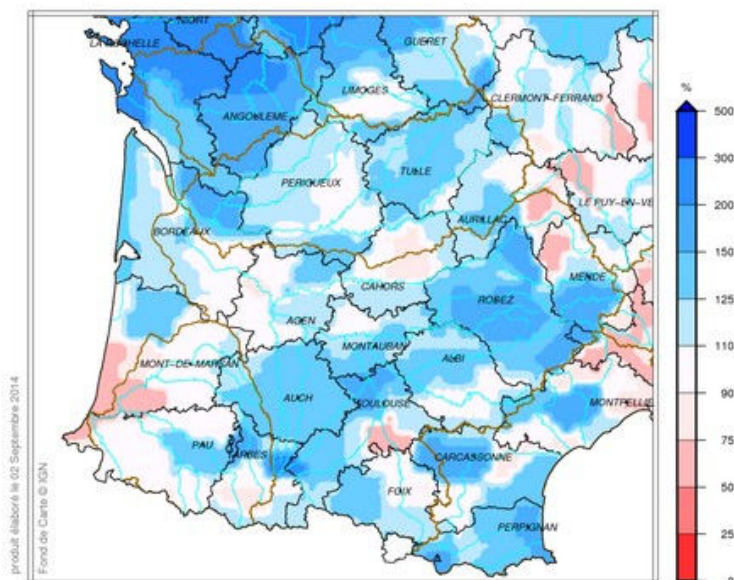 NIORT
LA ROCHELLE
GUERET
%
500
LIMOGES
CLERMONT-FERRAND
ANGOULEME
300
TULLE
PERIGUEUX
200
LE PUY-EN-VE
AURILLAC
BORDEAUX
150
CAHORS
MENDE
RODEZ
125
AGEN
MONTAUBAN
ALBI
110
MONT-DE-MARSAN
AUCH
TOULOUSE
MONTPELLIE
90
PAU
TARBES
CARCASSONNE
75
FOIX
50
PERPIGNAN
25
0
produit élaboré le 02 Septembre 2014
Fond de Carte © IGN